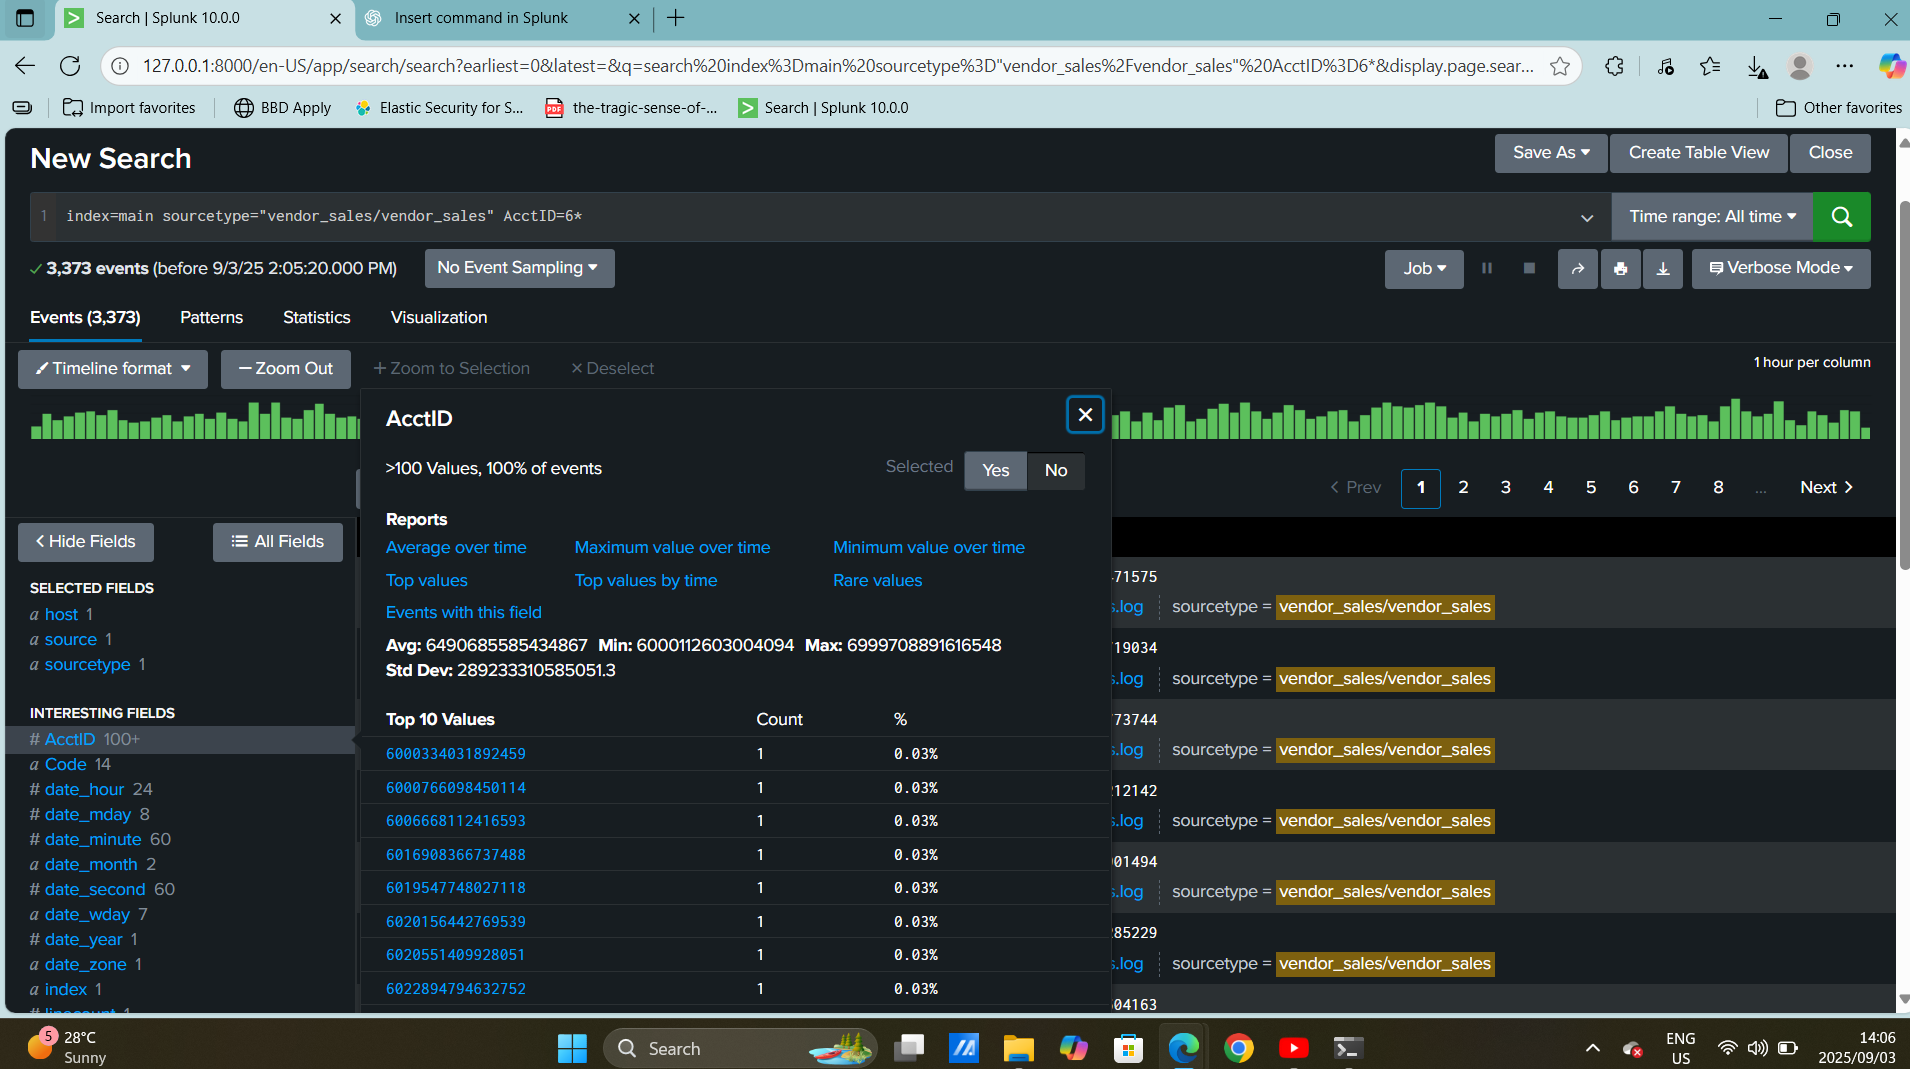 Search | Splunk 10.0.0
Insert command in Splunk
127.0.0.1:8000/en-US/app/search/search?earliest=0&latest=&q=search%20index%3Dmain%20sourcetype%3D"vendor_sales%2Fvendor_sales"%20AcctID%3D6*&display.page.sear...
Import favorites
BBD Apply
Elastic Security for S...
the-tragic-sense-of-...
Search | Splunk 10.0.0
Other favorites
New Search
Save As
Create Table View
Close
1 index=main sourcetype="vendor_sales/vendor_sales" AcctID=6*
Time range: All time
3,373 events (before 9/3/25 2:05:20.000 PM)
No Event Sampling
Job
Verbose Mode
Events (3,373)
Patterns
Statistics
Visualization
Timeline format
Zoom Out
+ Zoom to Selection
× Deselect
1 hour per column
AcctID
>100 Values, 100% of events
Selected
Yes
No
Reports
Average over time
Maximum value over time
Minimum value over time
Top values
Top values by time
Rare values
Events with this field
Avg: 6490685585434867 Min: 6000112603004094 Max: 6999708891616548
Std Dev: 289233310585051.3
Top 10 Values Count %
6000334031892459 1 0.03%
6000766098450114 1 0.03%
6006668112416593 1 0.03%
6016908366737488 1 0.03%
6019547748027118 1 0.03%
6020156442769539 1 0.03%
6020551409928051 1 0.03%
6022894794632752 1 0.03%
< Prev 1 2 3 4 5 6 7 8 ... Next >
Hide Fields
All Fields
SELECTED FIELDS
a host 1
a source 1
a sourcetype 1
INTERESTING FIELDS
# AcctID 100+
a Code 14
# date_hour 24
# date_mday 8
# date_minute 60
a date_month 2
# date_second 60
a date_wday 7
# date_year 1
a date_zone 1
a index 1
71575
s.log sourcetype = vendor_sales/vendor_sales
19034
s.log sourcetype = vendor_sales/vendor_sales
73744
s.log sourcetype = vendor_sales/vendor_sales
212142
s.log sourcetype = vendor_sales/vendor_sales
01494
s.log sourcetype = vendor_sales/vendor_sales
85229
s.log sourcetype = vendor_sales/vendor_sales
04163
5
28°C
Sunny
Search
ENG
US
14:06
2025/09/03